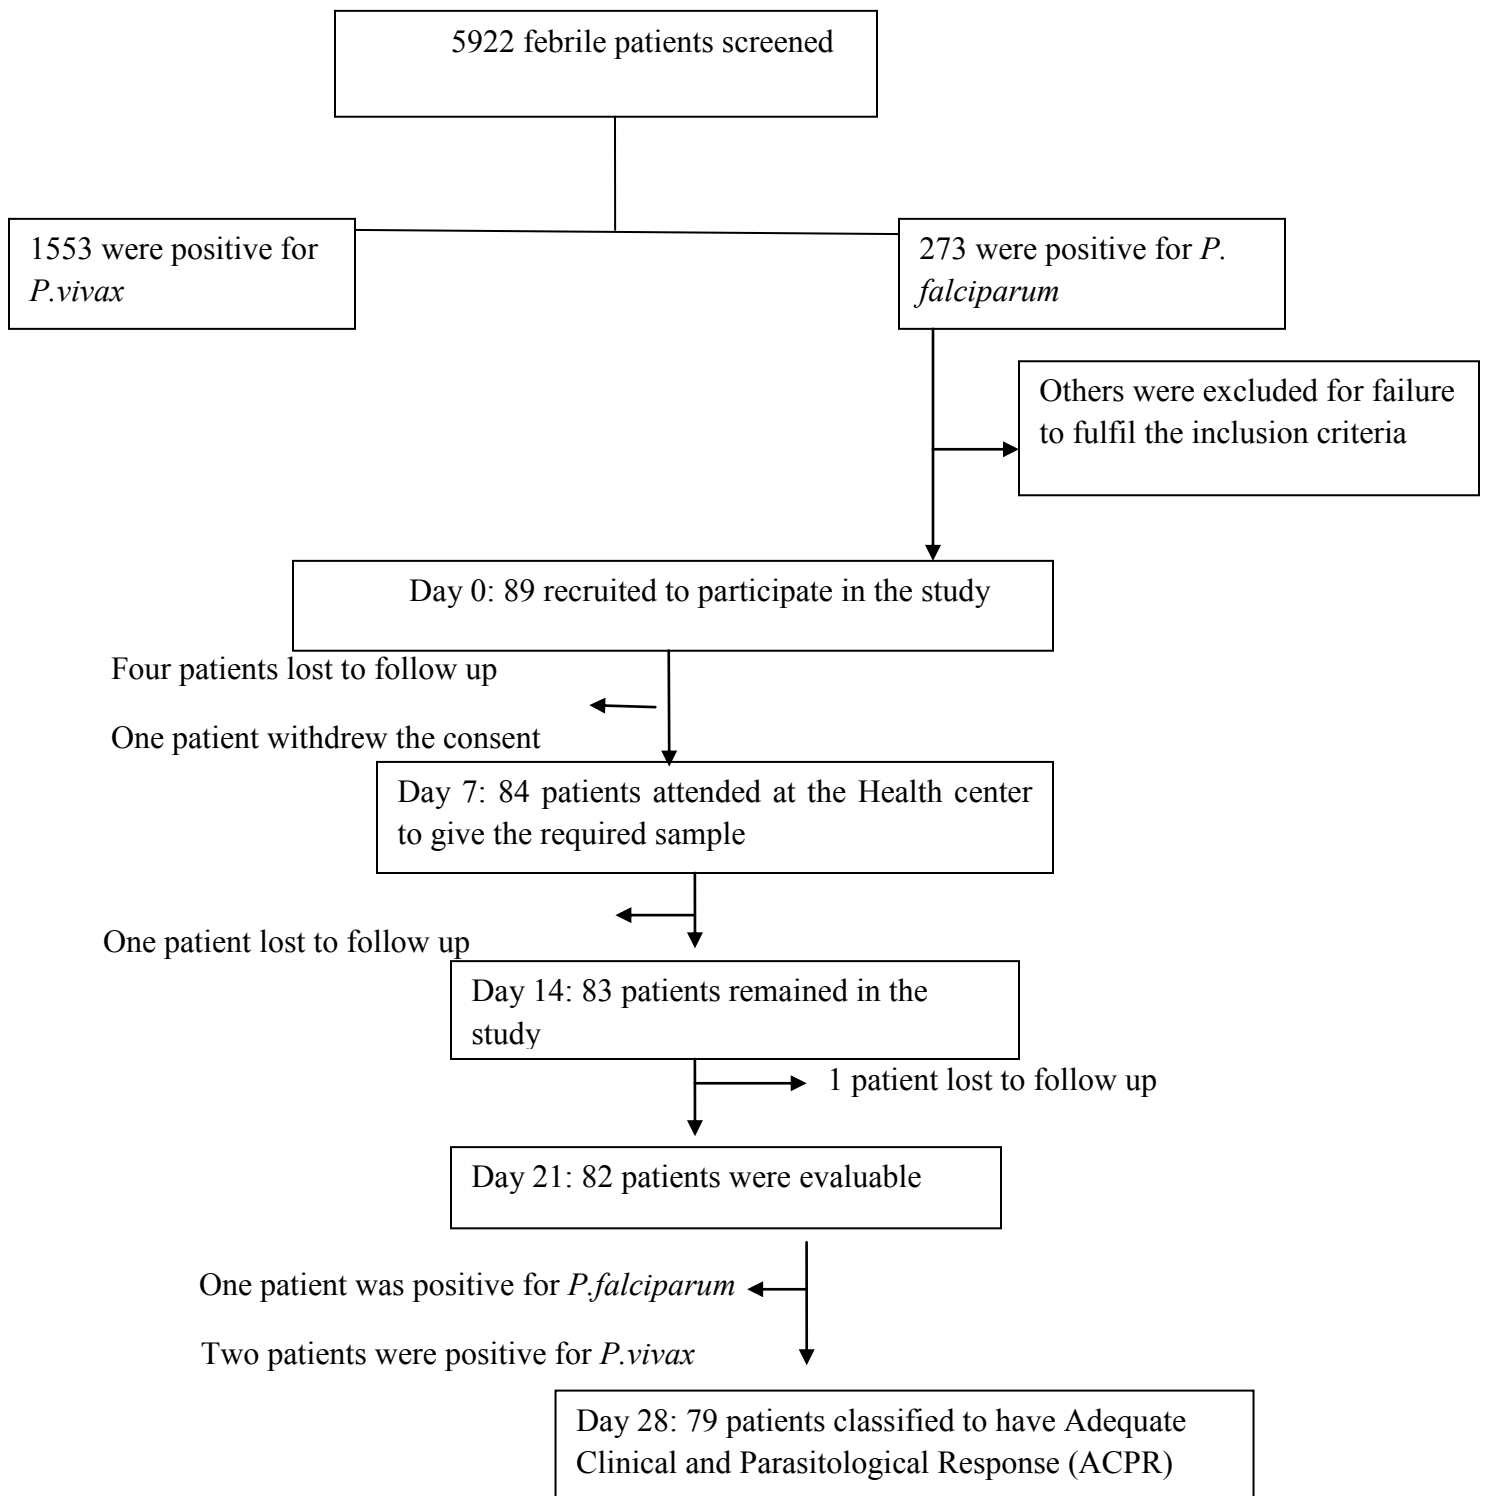 5922 febrile patients screened
1553 were positive for
P.vivax
273 were positive for P.
falciparum
Others were excluded for failure
to fulfil the inclusion criteria
Day 0: 89 recruited to participate in the study
Four patients lost to follow up
One patient withdrew the consent
Day 7: 84 patients attended at the Health center
to give the required sample
One patient lost to follow up
Day 14: 83 patients remained in the
study
1 patient lost to follow up
Day 21: 82 patients were evaluable
One patient was positive for P.falciparum
Two patients were positive for P.vivax
Day 28: 79 patients classified to have Adequate
Clinical and Parasitological Response (ACPR)